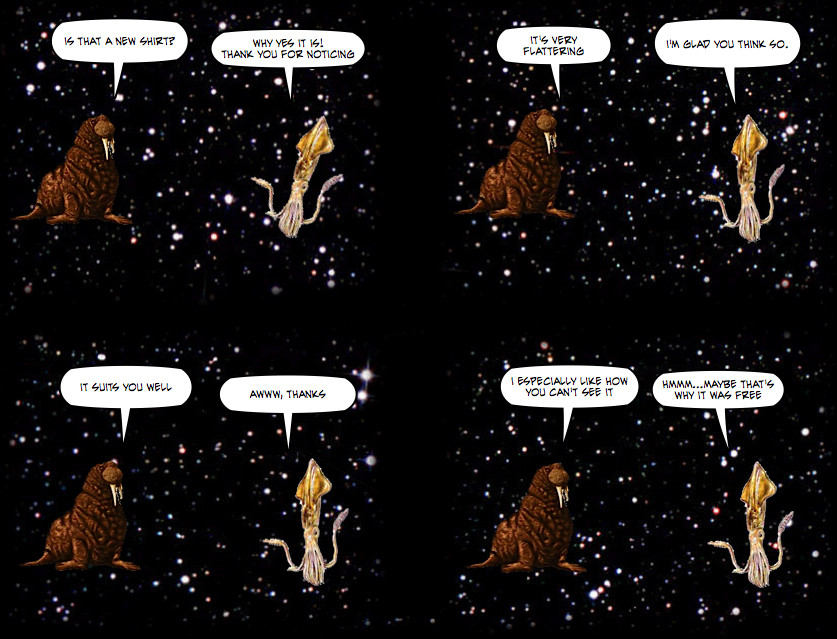 IS THAT A NEW SHIRT?
WHY YES IT IS!
THANK YOU FOR NOTICING
IT'S VERY
FLATTERING
I'M GLAD YOU THINK SO.
IT SUITS YOU WELL
AWWW, THANKS
I ESPECIALLY LIKE HOW
YOU CAN'T SEE IT
HMMM...MAYBE THAT'S
WHY IT WAS FREE